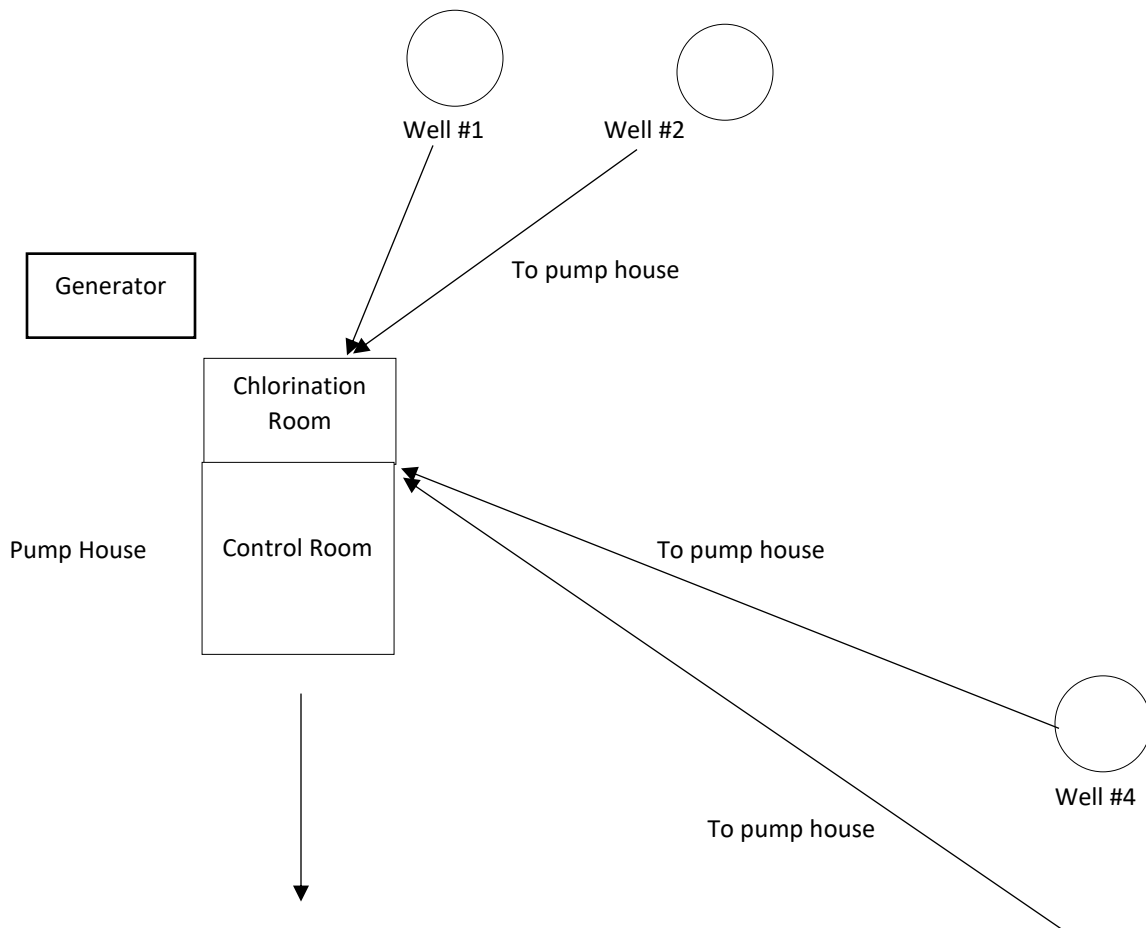 Well #1
Well #2
To pump house
Generator
Chlorination
Room
Pump House
Control Room
To pump house
Well #4
To pump house